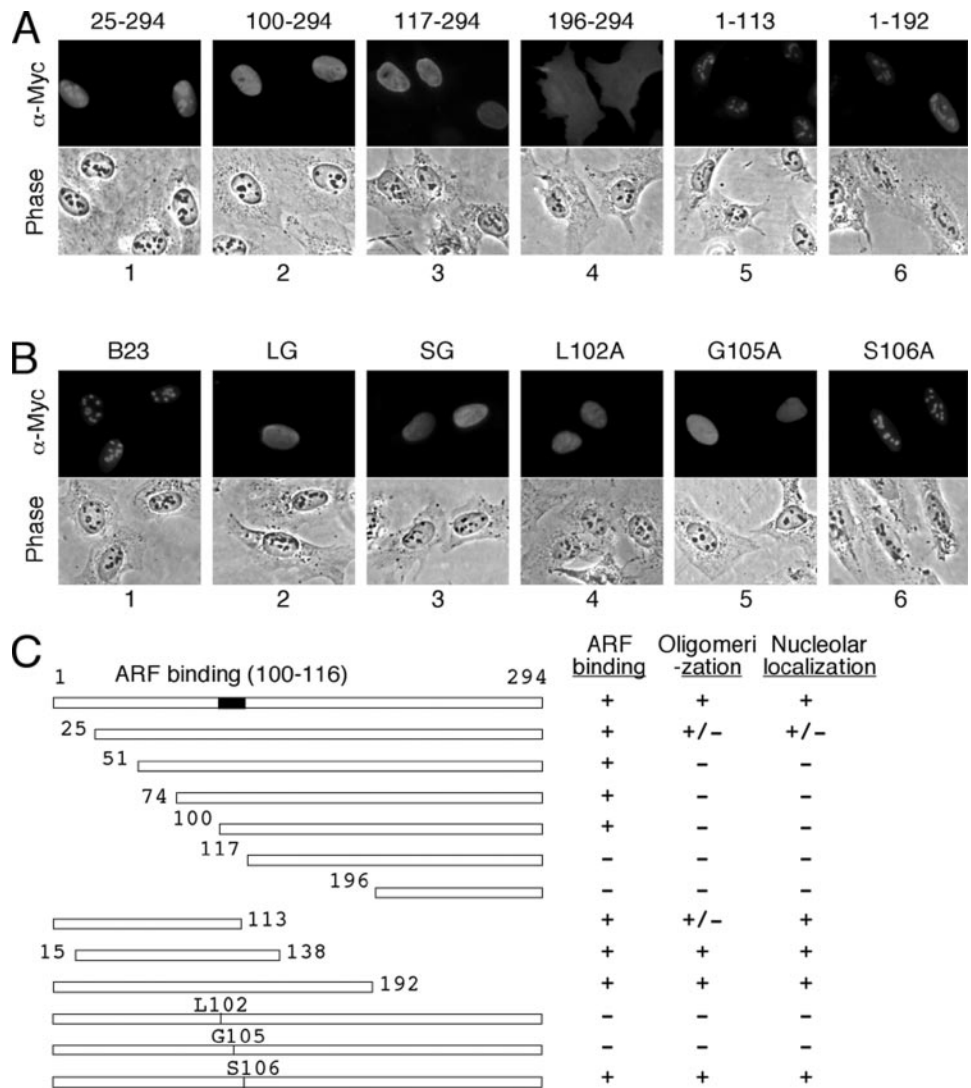 A
25-294 100-294 117-294 196-294 1-113 1-192
α-Myc
Phase
1 2 3 4 5 6
B
B23 LG SG L102A G105A S106A
α-Myc
Phase
1 2 3 4 5 6
C
ARF Oligomeri Nucleolar
1 ARF binding (100-116) 294 binding -zation localization
+ + +
25 + +/− +/−
51 + − −
74 + − −
100 + − −
117 − − −
196 − − −
113 + +/− +
15 138 + + +
192 + + +
L102 − − −
G105 − − −
S106 + + +